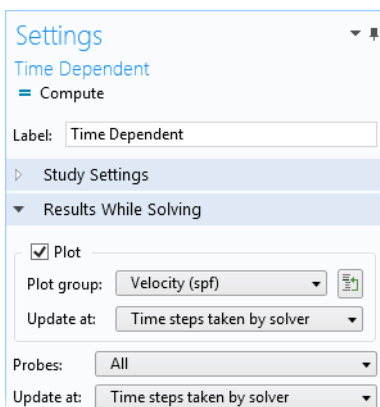 Settings
Time Dependent
= Compute
Label: Time Dependent
Study Settings
Results While Solving
Plot
Plot group: Velocity (spf)
Update at: Time steps taken by solver
Probes: All
Update at: Time steps taken by solver